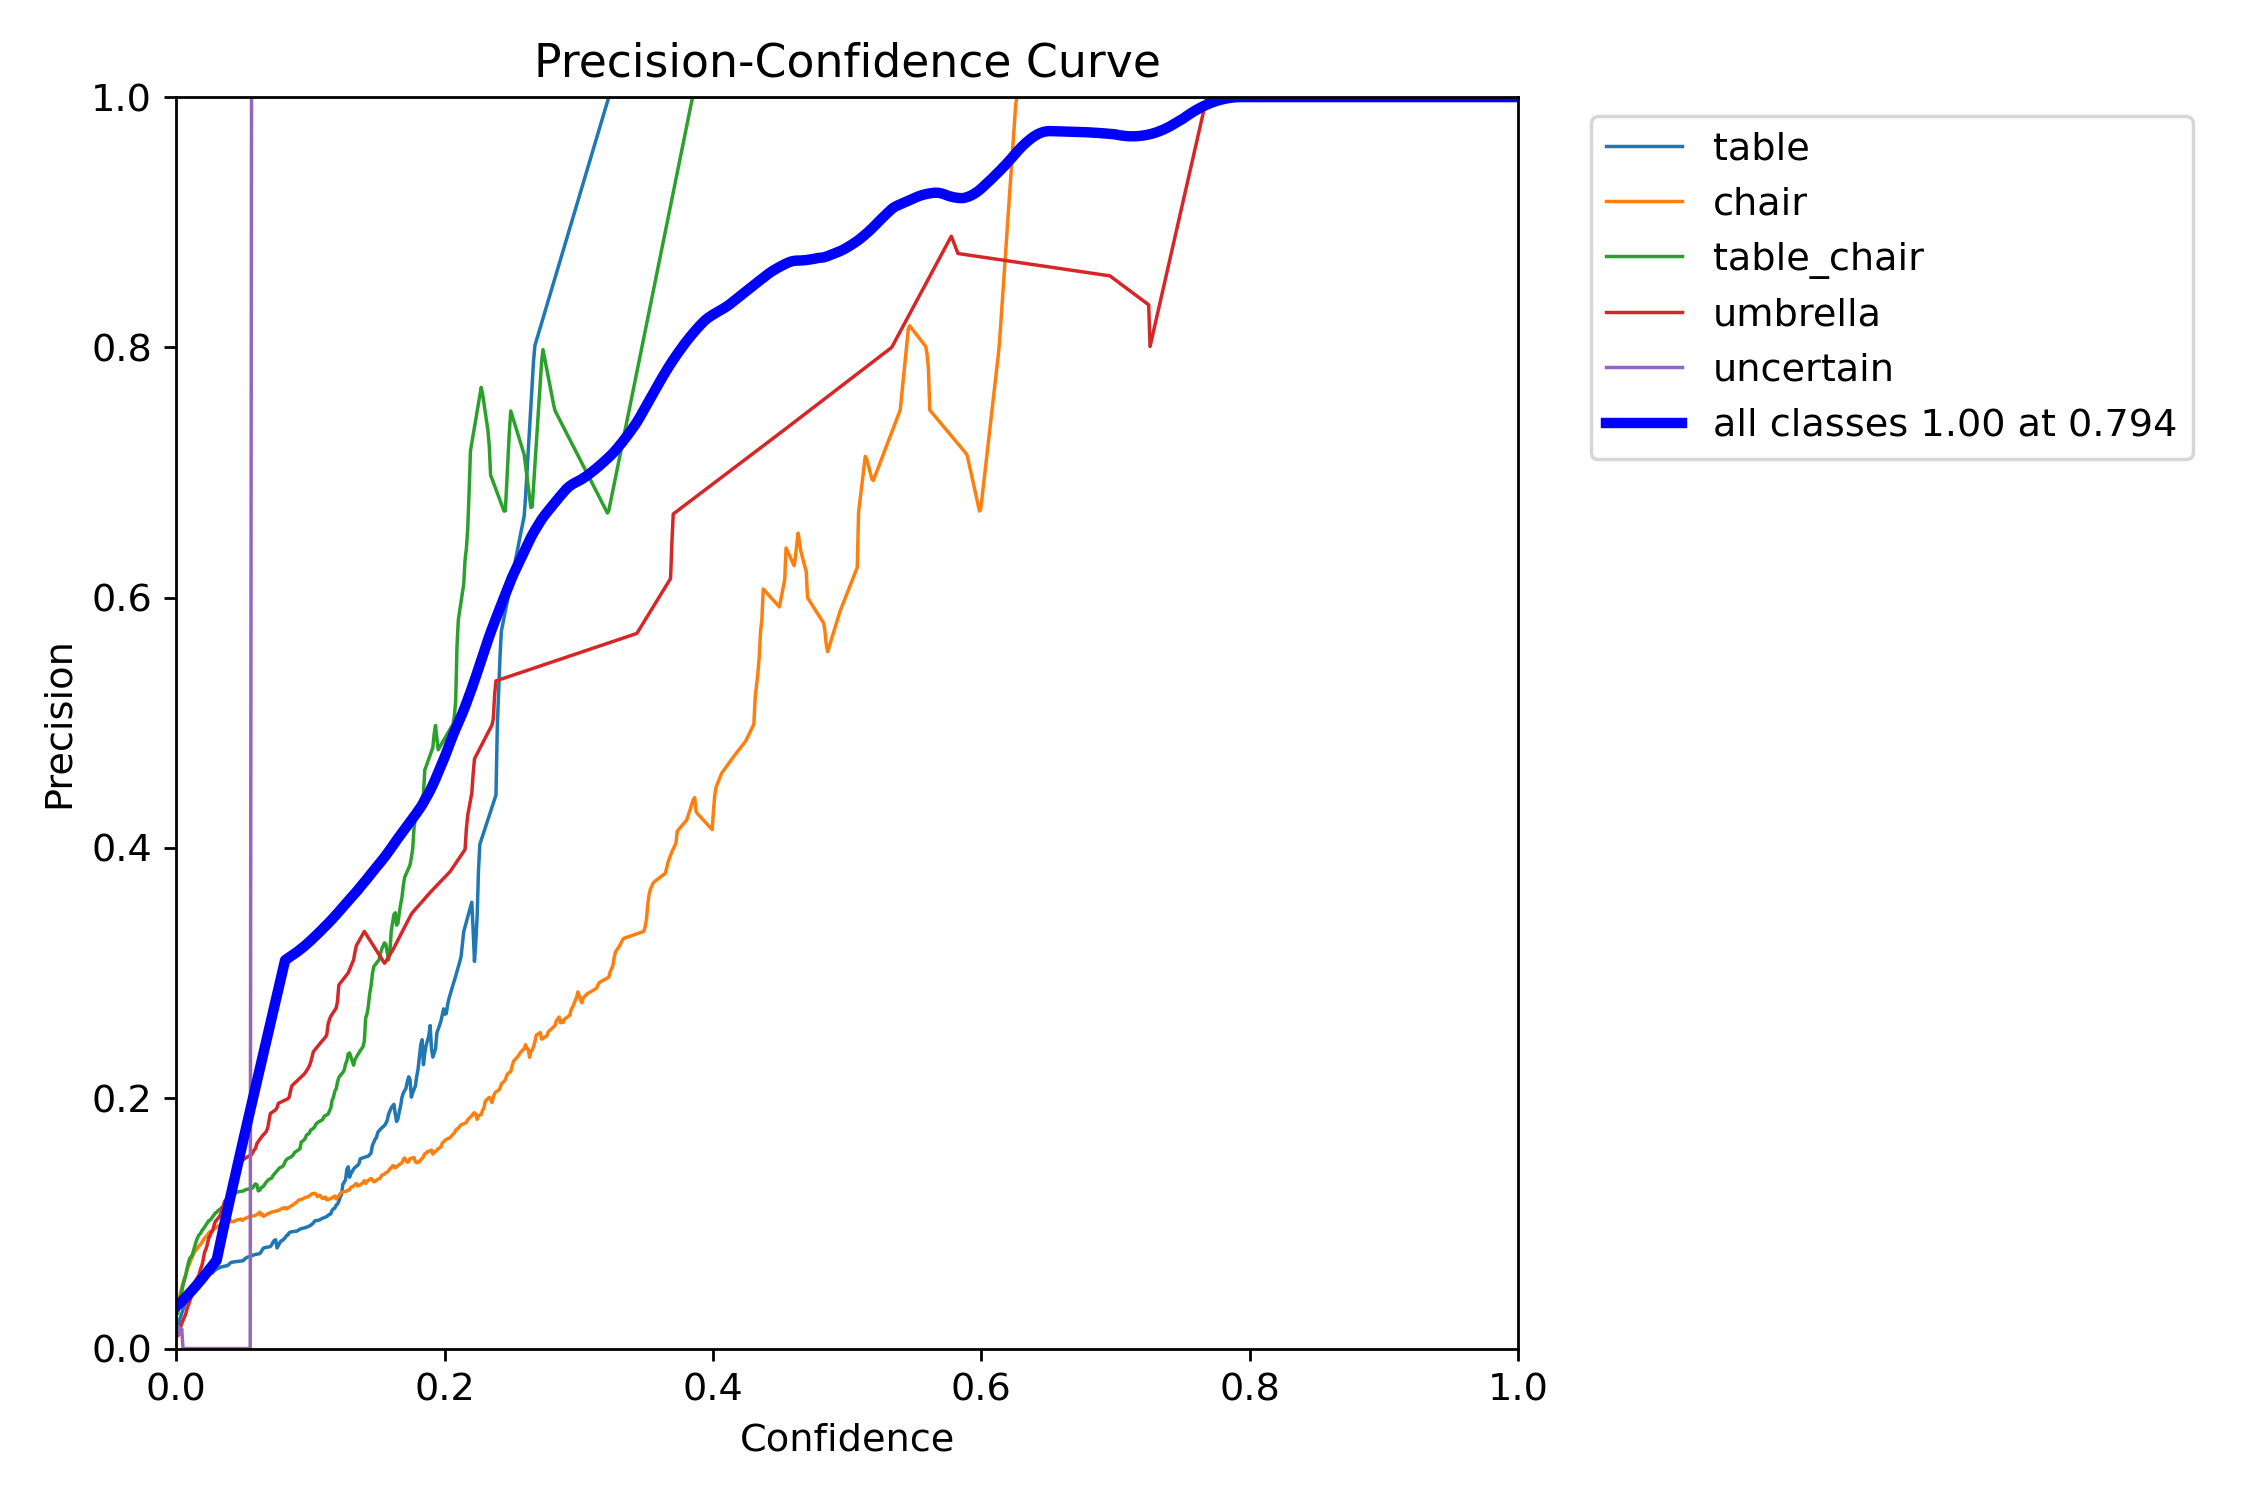 Precision-Confidence Curve
1.0
0.8
0.6
0.4
0.2
0.0
Precision
0.0 0.2 0.4 0.6 0.8 1.0
Confidence
table
chair
table_chair
umbrella
uncertain
all classes 1.00 at 0.794